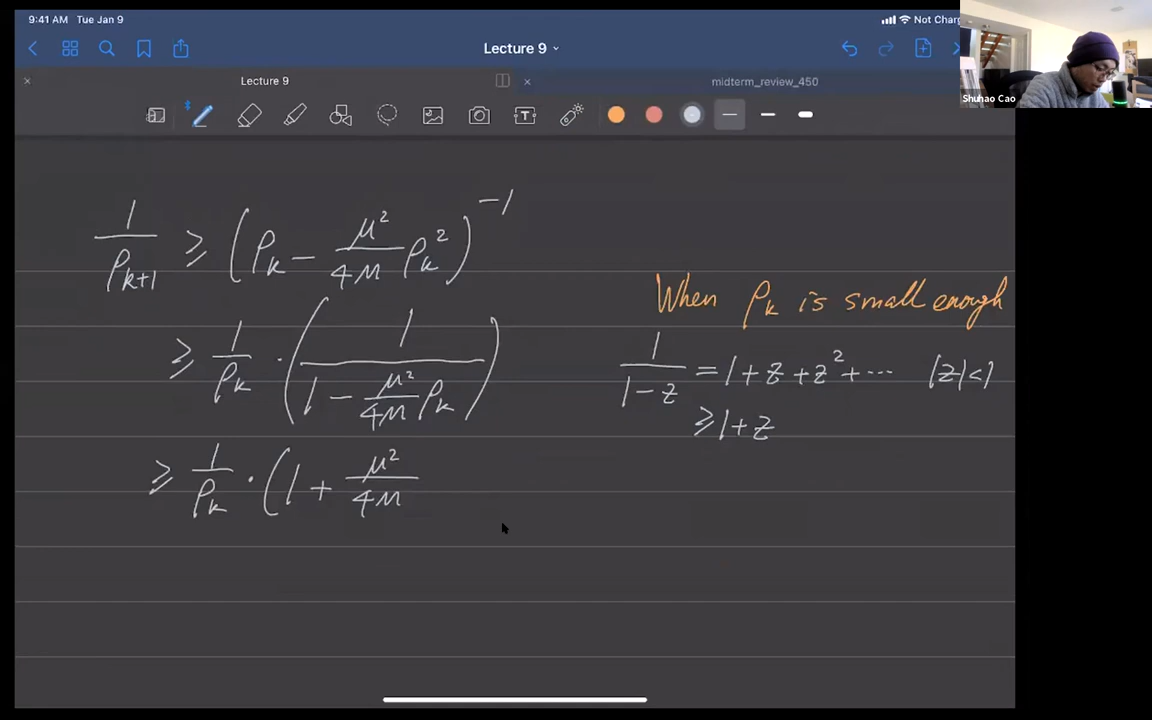 9:41 AM Tue Jan 9
Not Charg
Lecture 9
Lecture 9
midterm_review_450
Shuhao Cao
1/ρ_{k+1} ≥ (ρ_k − μ²/4M ρ_k²)^{−1}
When ρ_k is small enough
≥ 1/ρ_k · (1/(1 − μ²/4M ρ_k))
1/(1−z) = 1 + z + z² + ⋯ |z|<1
≥ 1 + z
≥ 1/ρ_k · (1 + μ²/4M